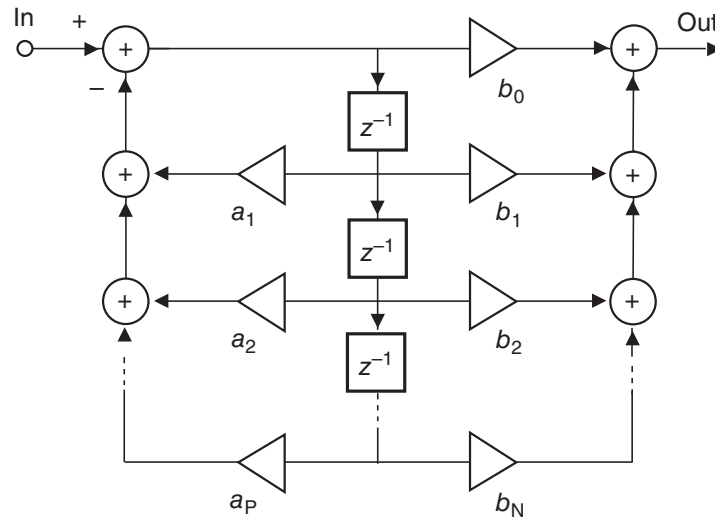 In
Out
+
−
+
+
b0
z−1
+
+
a1
b1
z−1
+
+
a2
b2
z−1
aP
bN